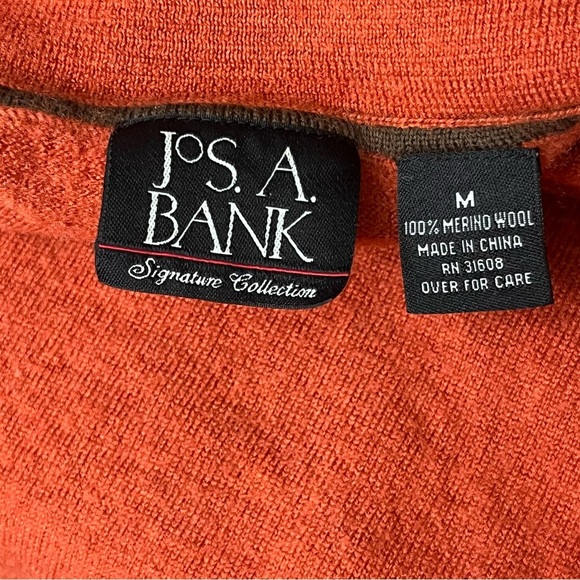 JOS. A.
BANK
Signature Collection
M
100% MERINO WOOL
MADE IN CHINA
RN 31608
OVER FOR CARE